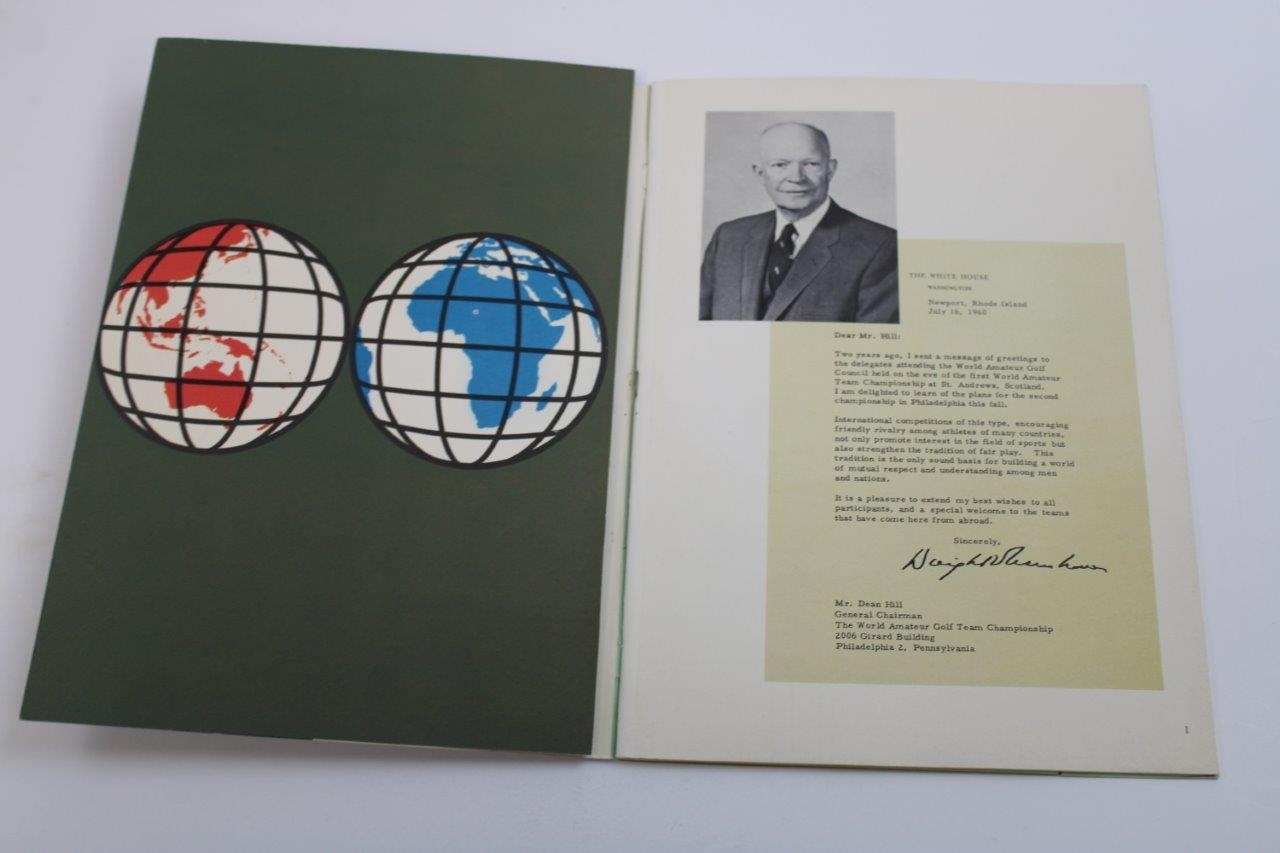 THE WHITE HOUSE
WASHINGTON
Newport, Rhode Island
July 16, 1960
Dear Mr. Hill:
Two years ago, I sent a message of greetings to
the delegates attending the World Amateur Golf
Council held on the eve of the first World Amateur
Team Championship at St. Andrews, Scotland.
I am delighted to learn of the plans for the second
championship in Philadelphia this fall.
International competitions of this type, encouraging
friendly rivalry among athletes of many countries,
not only promote interest in the field of sports but
also strengthen the tradition of fair play. This
tradition is the only sound basis for building a world
of mutual respect and understanding among men
and nations.
It is a pleasure to extend my best wishes to all
participants, and a special welcome to the teams
that have come here from abroad.
Sincerely,
Dwight D Eisenhower
Mr. Dean Hill
General Chairman
The World Amateur Golf Team Championship
2006 Girard Building
Philadelphia 2, Pennsylvania
1